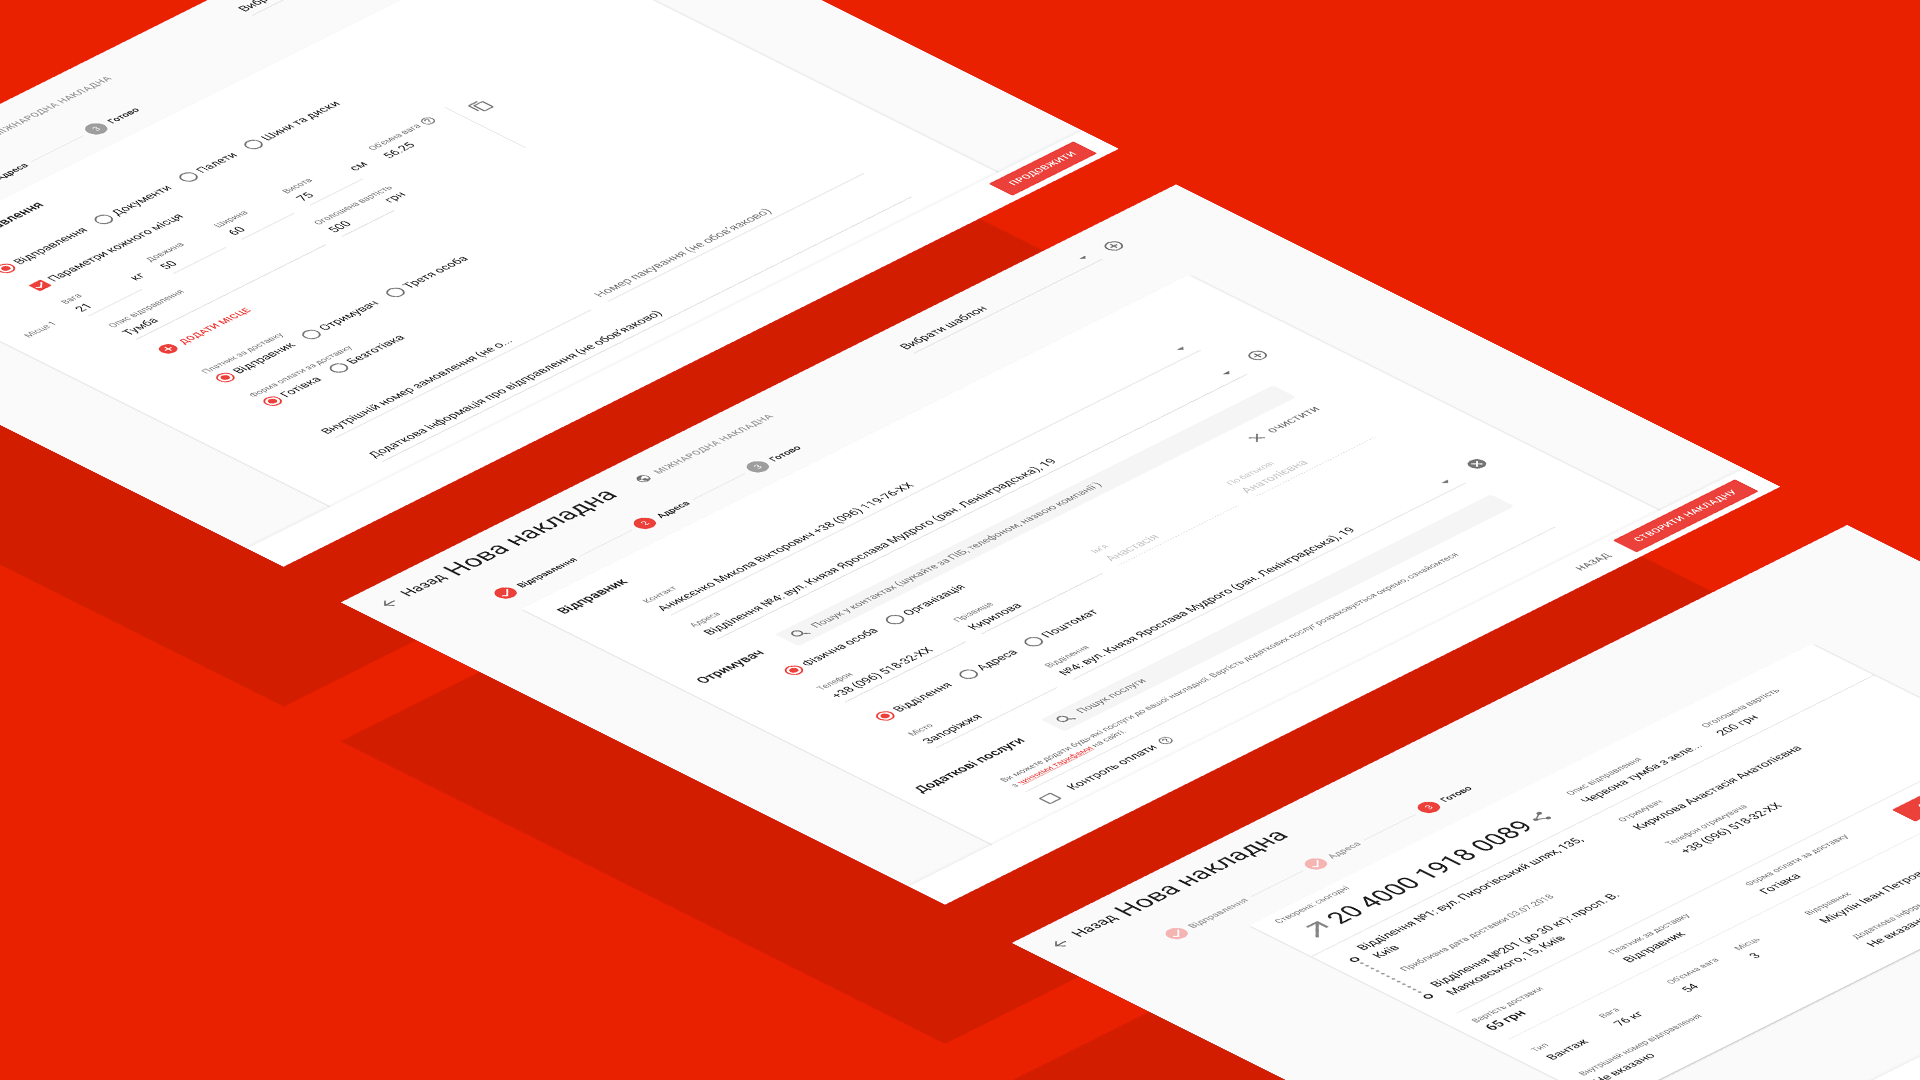 МІЖНАРОДНА НАКЛАДНА
Адреса
3 Готово
Відправлення
Документи
Палети
Шини та диски
Параметри кожного місця
Місце 1
Вага
21
кг
Довжина
50
Ширина
60
Висота
75
см
Об'ємна вага
56.25
Опис відправлення
Тумба
Оголошена вартість
500
грн
ДОДАТИ МІСЦЕ
Платник за доставку
Відправник
Отримувач
Третя особа
Форма оплати за доставку
Готівка
Безготівка
Внутрішній номер замовлення (не о...
Номер пакування (не обов'язково)
Додаткова інформація про відправлення (не обов'язково)
ПРОДОВЖИТИ
Назад
Нова накладна
МІЖНАРОДНА НАКЛАДНА
Вибрати шаблон
Відправлення
2 Адреса
3 Готово
Відправник
Контакт
Аникєєнко Микола Вікторович +38 (096) 119-76-XX
Адреса
Відділення №4: вул. Князя Ярослава Мудрого (ран. Ленінградська), 19
Отримувач
Пошук у контактах (шукайте за ПІБ, телефоном, назвою компанії )
ОЧИСТИТИ
Фізична особа
Організація
Телефон
+38 (096) 518-32-XX
Прізвище
Кирилова
Ім'я
Анастасія
По батькові
Анатолієвна
Відділення
Адреса
Поштомат
Місто
Запоріжжя
Відділення
№4: вул. Князя Ярослава Мудрого (ран. Ленінградська), 19
Додаткові послуги
Пошук послуги
Ви можете додати будь-які послуги до вашої накладної. Вартість додаткових послуг розраховується окремо, ознайомтеся
з чинними тарифами на сайті.
Контроль оплати
НАЗАД
СТВОРИТИ НАКЛАДНУ
Назад
Нова накладна
Відправлення
Адреса
3 Готово
Створено: сьогодні
20 4000 1918 0089
Відділення №1: вул. Пирогівський шлях, 135,
Київ
Приблизна дата доставки 03.07.2018
Відділення №201 (до 30 кг): просп. В.
Маяковського, 15, Київ
Опис відправлення
Червона тумба з зеле...
Оголошена вартість
200 грн
Отримувач
Кирилова Анастасія Анатолієвна
Телефон отримувача
+38 (096) 518-32-XX
Вартість доставки
65 грн
Платник за доставку
Відправник
Форма оплати за доставку
Готівка
Тип
Вантаж
Вага
76 кг
Об'ємна вага
54
Місць
3
Відправник
Мікулін Іван
Внутрішній номер відправлення
Не вказано
Додаткова
Не вказано